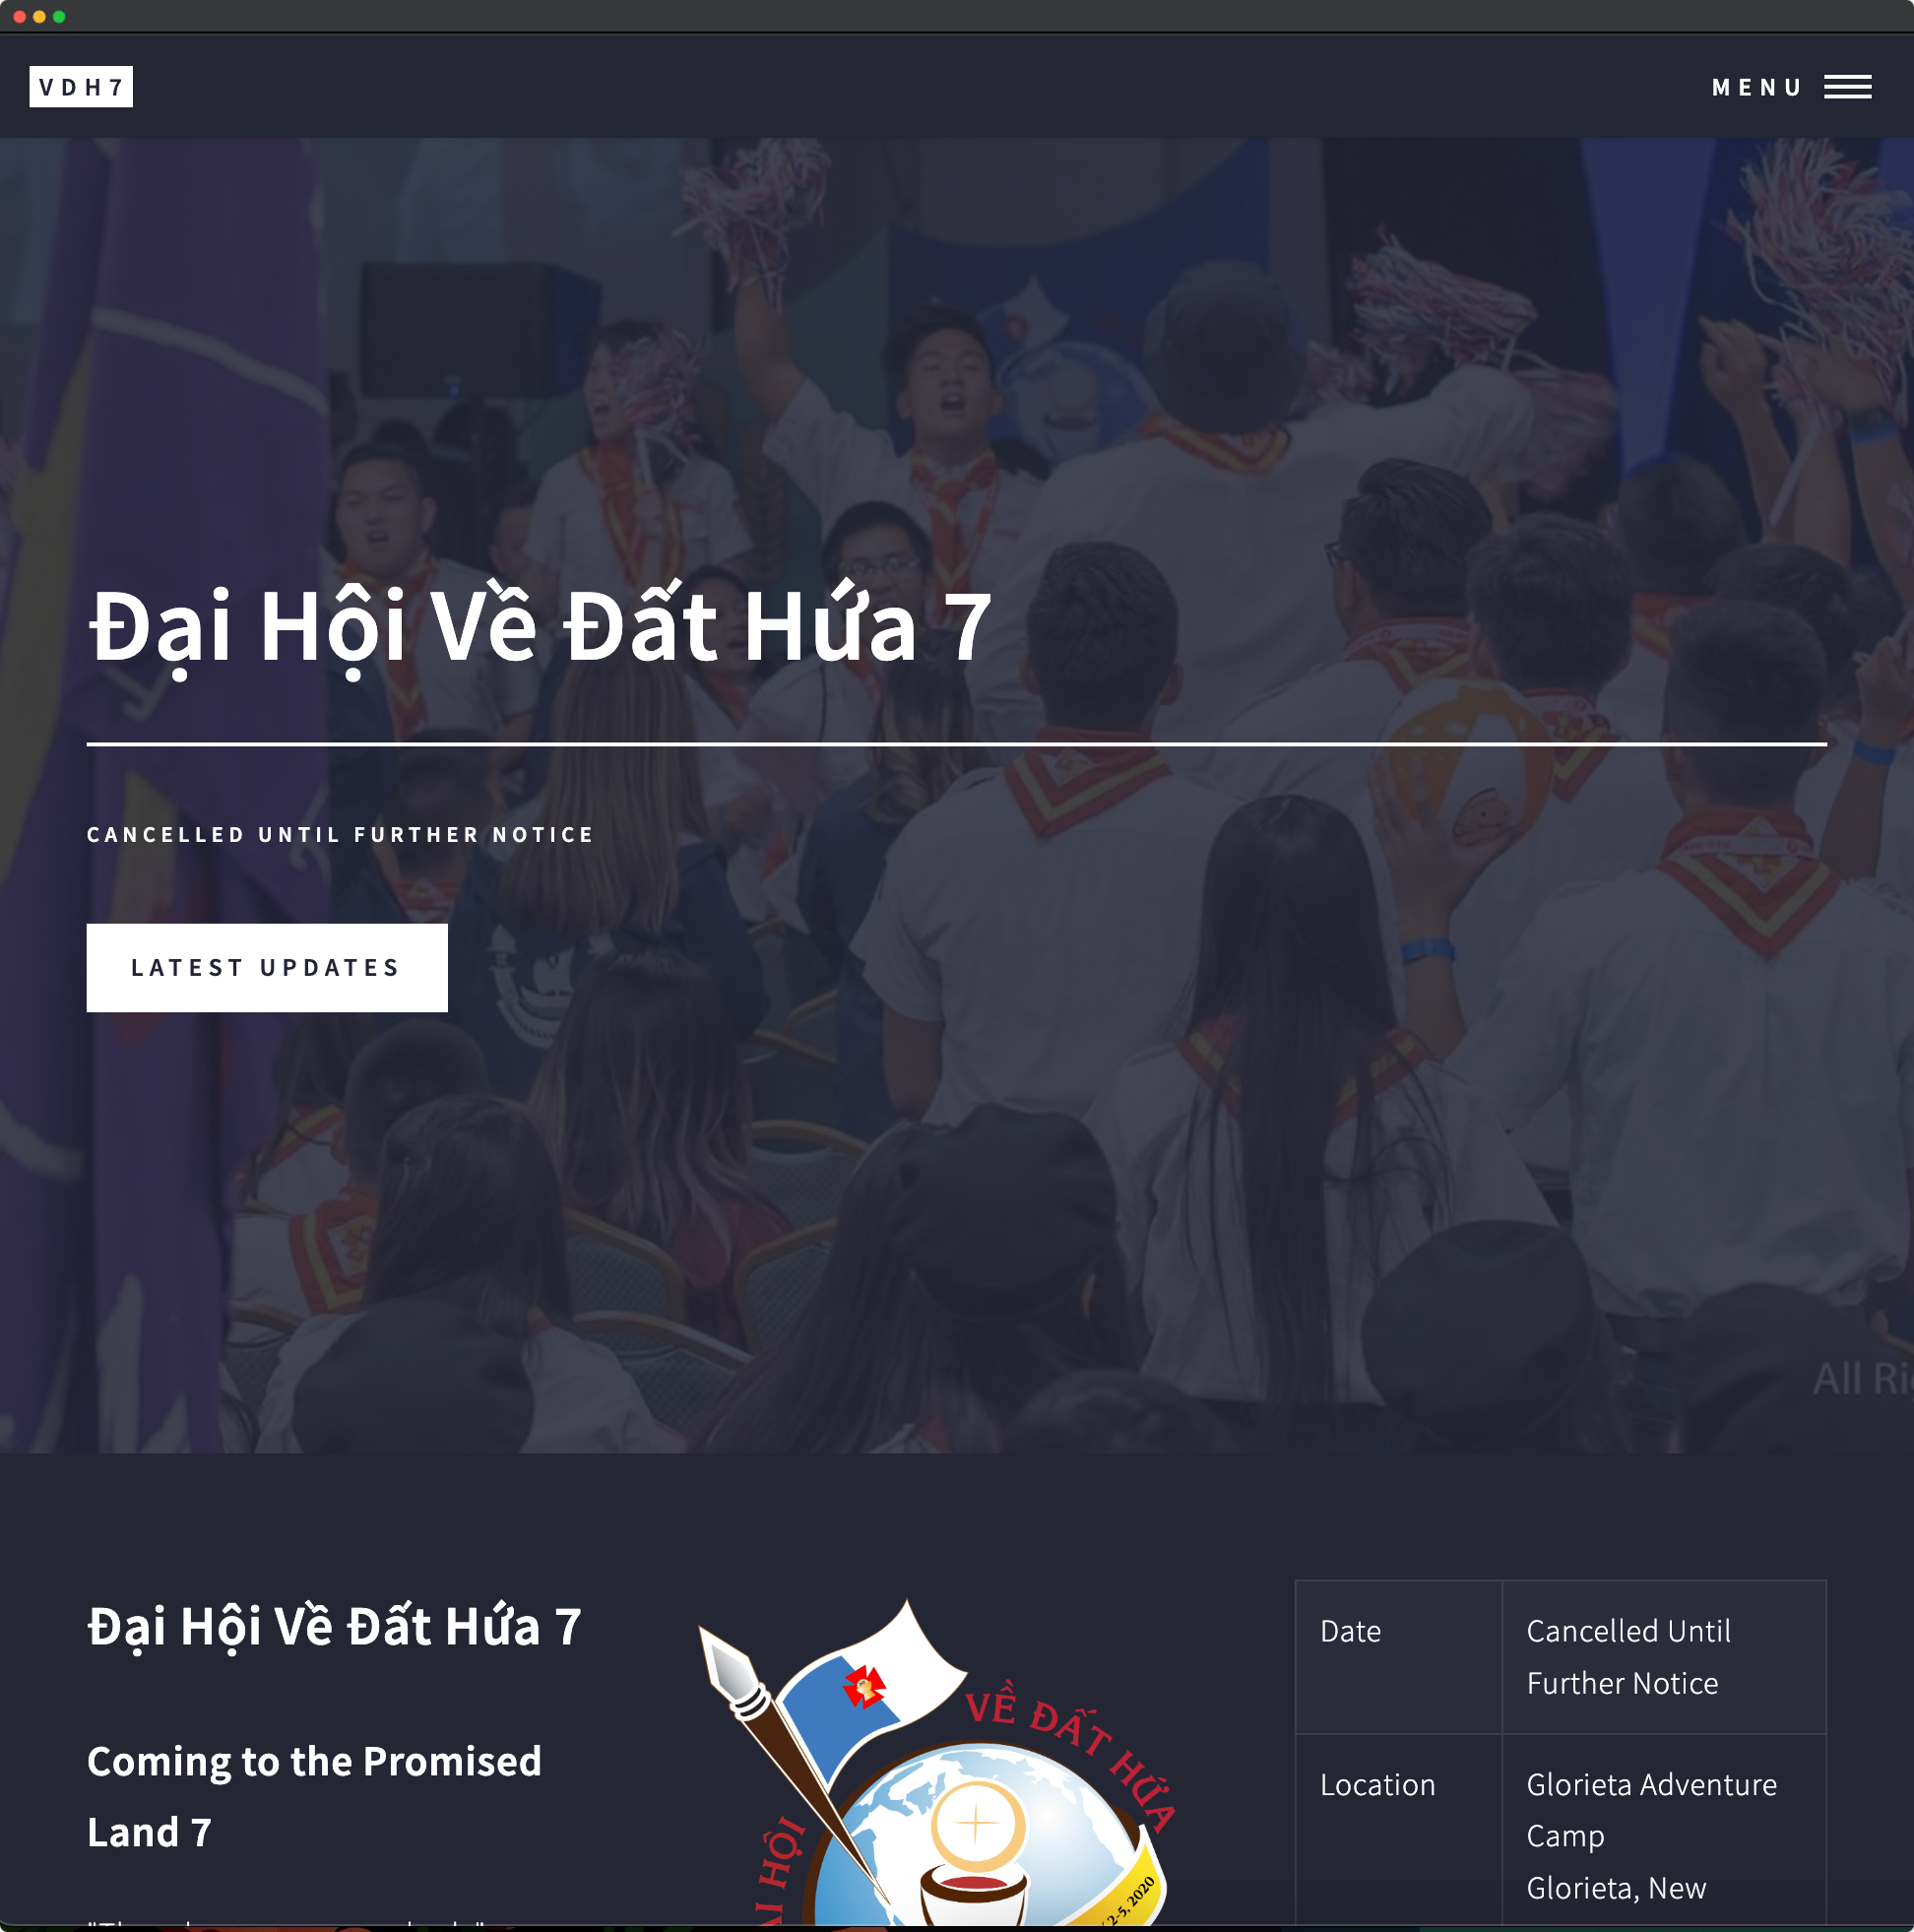 VDH7
MENU
Đại Hội Về Đất Hứa 7
CANCELLED UNTIL FURTHER NOTICE
LATEST UPDATES
All
Đại Hội Về Đất Hứa 7
Coming to the Promised
Land 7
HỘI
VỀ ĐẤT HỨA
2-5, 2020
Date
Cancelled Until
Further Notice
Location
Glorieta Adventure
Camp
Glorieta, New